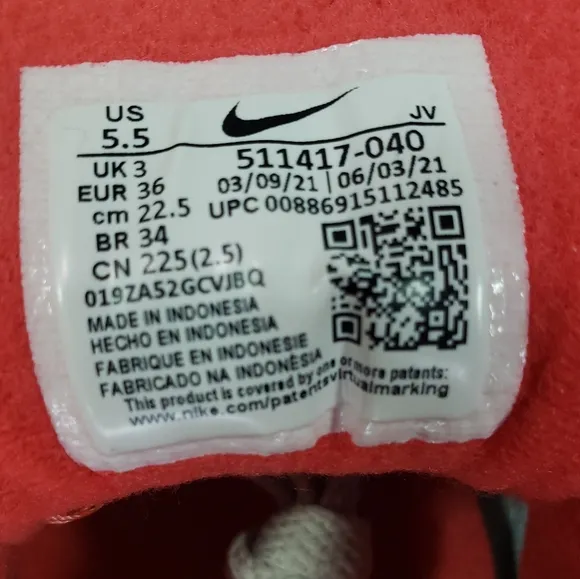 US
5.5
JV
UK 3
511417-040
EUR 36
03/09/21 | 06/03/21
cm 22.5
UPC 00886915112485
BR 34
CN 225(2.5)
019ZA52GCVJBQ
MADE IN INDONESIA
HECHO EN INDONESIA
FABRIQUE EN INDONESIE
FABRICADO NA INDONÉSIA
This product is covered by one or more patents:
www.nike.com/patentsvirtualmarking